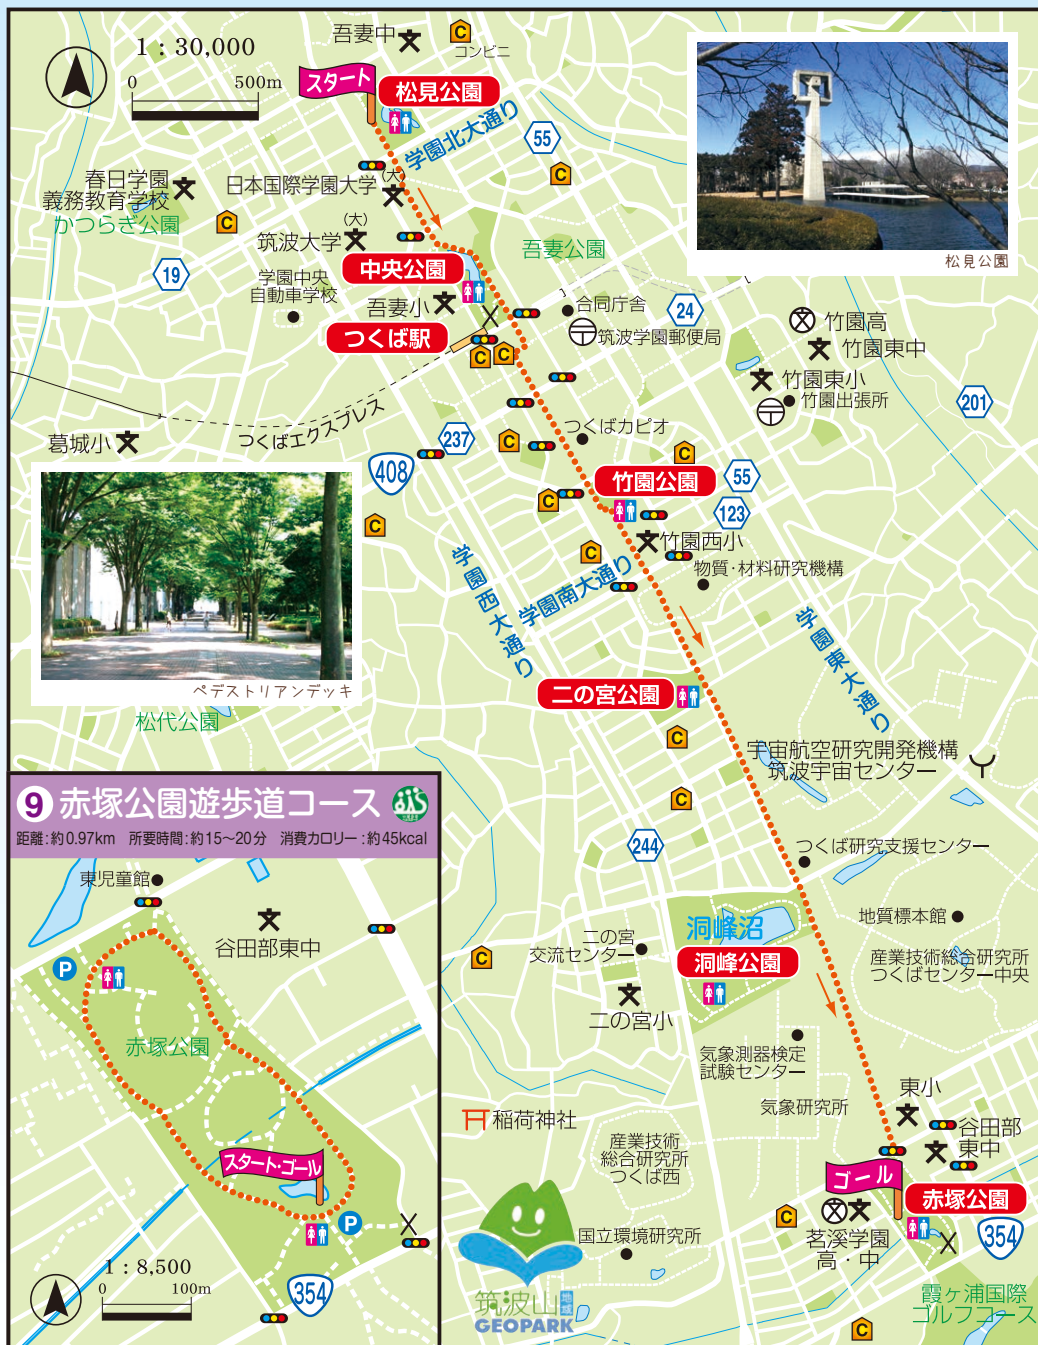 1：30,000
0 500m
吾妻中
C
コンビニ
スタート
松見公園
学園北大通り
55
C
松見公園
春日学園
義務教育学校
かつらぎ公園
C
日本国際学園大学
(大)
(大)
筑波大学
吾妻公園
19
学園中央
自動車学校
中央公園
吾妻小
合同庁舎
24
筑波学園郵便局
竹園高
竹園東中
つくば駅
C C
竹園東小
竹園出張所
201
つくばエクスプレス
葛城小
237
C
つくばカピオ
408
C
竹園公園
55
C
123
C
竹園西小
学園西大通り
C
学園南大通り
物質・材料研究機構
学園東大通り
ペデストリアンデッキ
松代公園
二の宮公園
C
宇宙航空研究開発機構
筑波宇宙センター
C
244
つくば研究支援センター
洞峰沼
地質標本館
二の宮
交流センター
C
洞峰公園
産業技術総合研究所
つくばセンター中央
二の宮小
気象測器検定
試験センター
気象研究所
東小
稲荷神社
谷田部
東中
産業技術
総合研究所
つくば西
ゴール
赤塚公園
C
茗溪学園
高・中
354
国立環境研究所
霞ヶ浦国際
ゴルフコース
C
筑波山地域
GEOPARK
9 赤塚公園遊歩道コース
距離：約0.97km 所要時間：約15〜20分 消費カロリー：約45kcal
東児童館
谷田部東中
P
赤塚公園
スタート・ゴール
P
1：8,500
0 100m
354